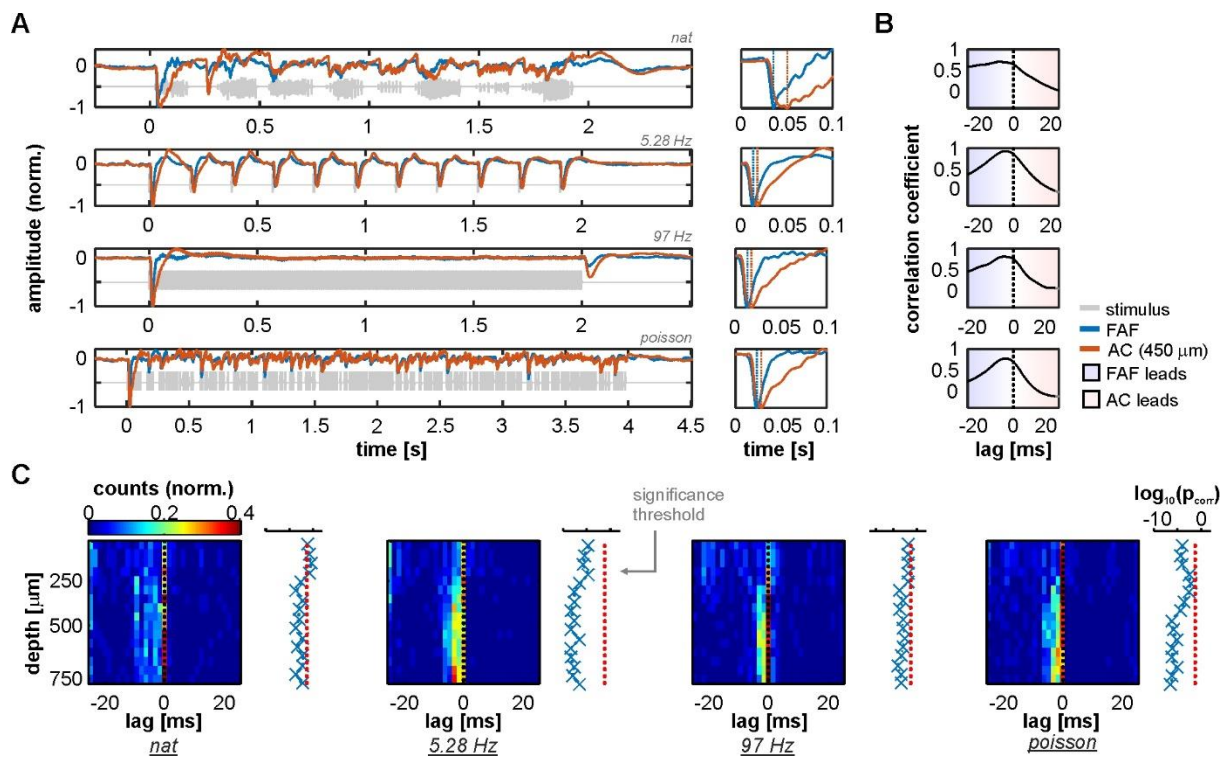 A
B
nat
0
-1
0 0.5 1 1.5 2
0 0.05 0.1
1
0.5
0
-20 0 20
5.28 Hz
0
-1
0 0.5 1 1.5 2
0 0.05 0.1
1
0.5
0
-20 0 20
97 Hz
0
-1
0 0.5 1 1.5 2
0 0.05 0.1
1
0.5
0
-20 0 20
poisson
0
-1
0 0.5 1 1.5 2 2.5 3 3.5 4 4.5
0 0.05 0.1
1
0.5
0
-20 0 20
amplitude (norm.)
time [s]
time [s]
correlation coefficient
lag [ms]
stimulus
FAF
AC (450 μm)
FAF leads
AC leads
C
counts (norm.)
0 0.2 0.4
significance
threshold
log10(pcorr)
-10 -5 0
depth [μm]
250
500
750
-20 0 20
lag [ms]
nat
-20 0 20
lag [ms]
5.28 Hz
-20 0 20
lag [ms]
97 Hz
-20 0 20
lag [ms]
poisson